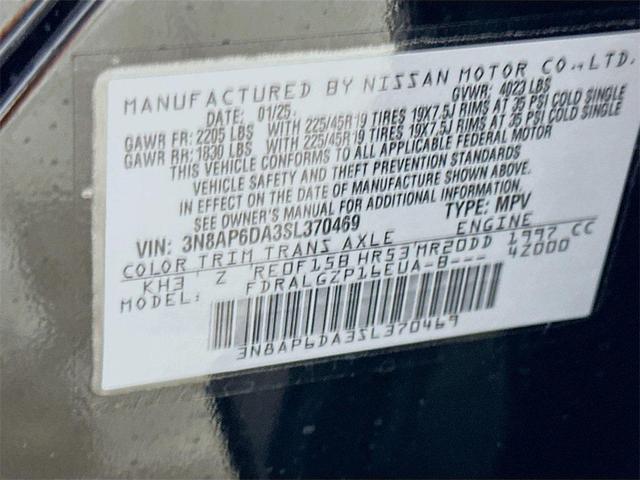 MANUFACTURED BY NISSAN MOTOR CO.,LTD.
DATE: 01/25 GVWR: 4023 LBS
GAWR FR: 2205 LBS WITH 225/45R19 TIRES 19X7.5J RIMS AT 35 PSI COLD SINGLE
GAWR RR: 1830 LBS WITH 225/45R19 TIRES 19X7.5J RIMS AT 35 PSI COLD SINGLE
THIS VEHICLE CONFORMS TO ALL APPLICABLE FEDERAL MOTOR
VEHICLE SAFETY AND THEFT PREVENTION STANDARDS
IN EFFECT ON THE DATE OF MANUFACTURE SHOWN ABOVE.
SEE OWNER'S MANUAL FOR ADDITIONAL INFORMATION.
VIN: 3N8AP6DA3SL370469 TYPE: MPV
COLOR TRIM TRANS AXLE ENGINE
KH3 Z RE0F15B HR53 MR20DD 1997 CC
MODEL: FDRALGZP16EUA-B--- 42000
3N8AP6DA3SL370469